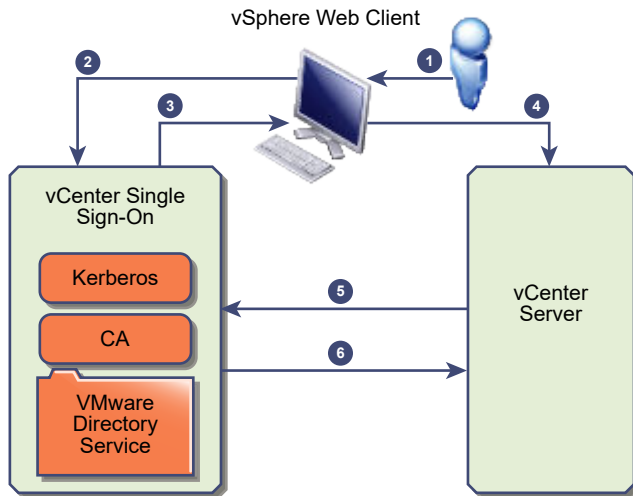 vSphere Web Client
1
2
3
4
vCenter Single
Sign-On
Kerberos
CA
VMware
Directory
Service
5
6
vCenter
Server